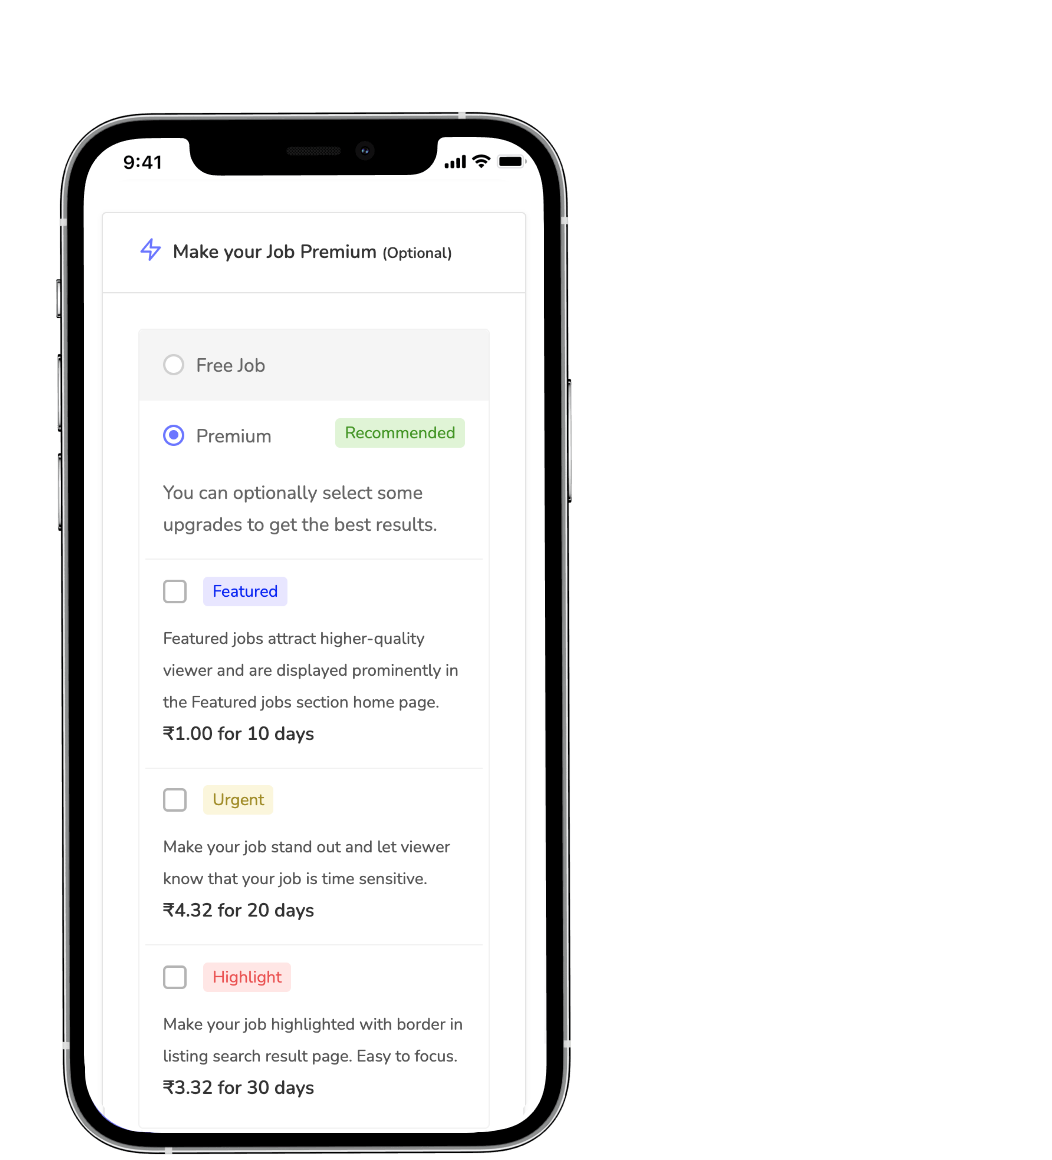 9:41
Make your Job Premium (Optional)
Free Job
Premium
Recommended
You can optionally select some
upgrades to get the best results.
Featured
Featured jobs attract higher-quality
viewer and are displayed prominently in
the Featured jobs section home page.
₹1.00 for 10 days
Urgent
Make your job stand out and let viewer
know that your job is time sensitive.
₹4.32 for 20 days
Highlight
Make your job highlighted with border in
listing search result page. Easy to focus.
₹3.32 for 30 days